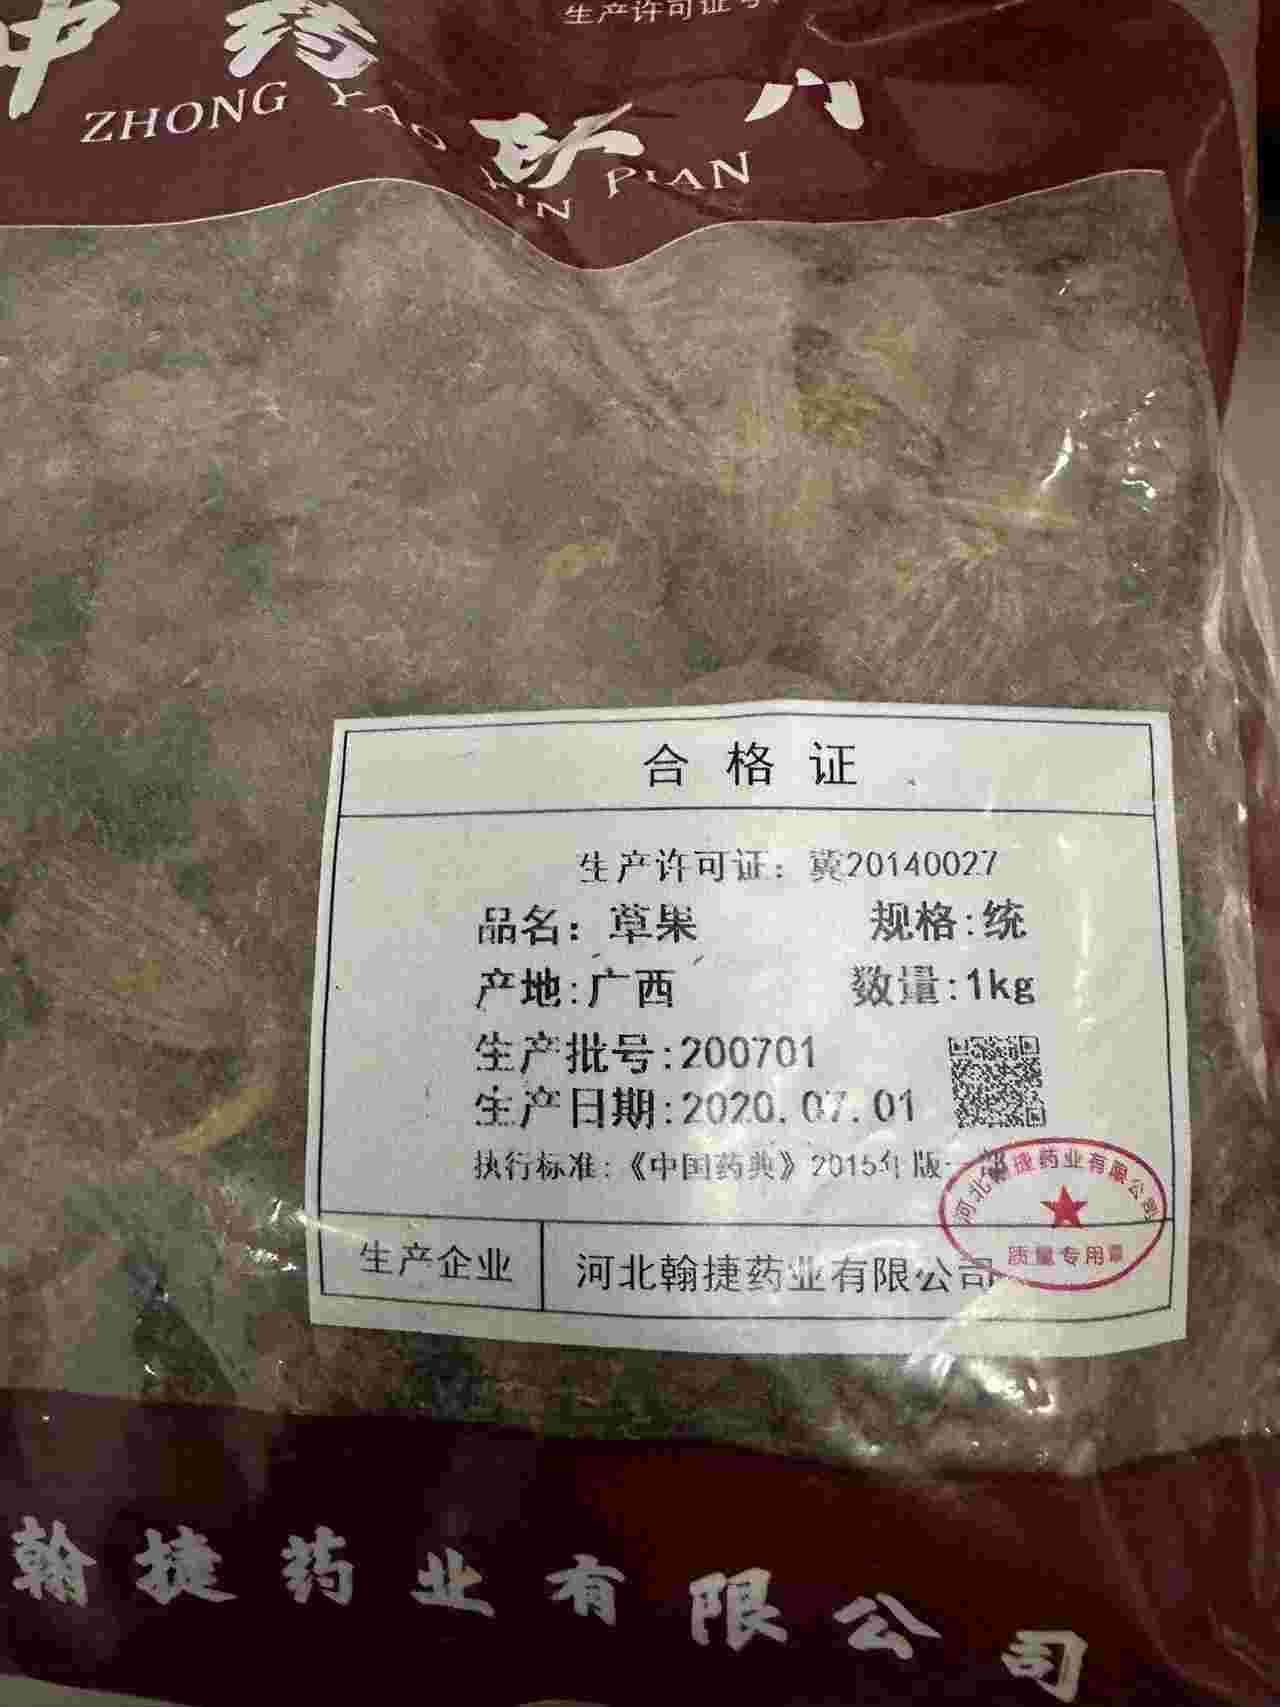 生产许可证号
中药饮片
ZHONG YAO YIN PIAN
合格证
生产许可证：冀20140027
品名：草果 规格:统
产地:广西 数量:1kg
生产批号:200701
生产日期:2020.07.01
执行标准:《中国药典》2015年版一部
生产企业 河北翰捷药业有限公司
河北翰捷药业有限公司
质量专用章
翰捷药业有限公司